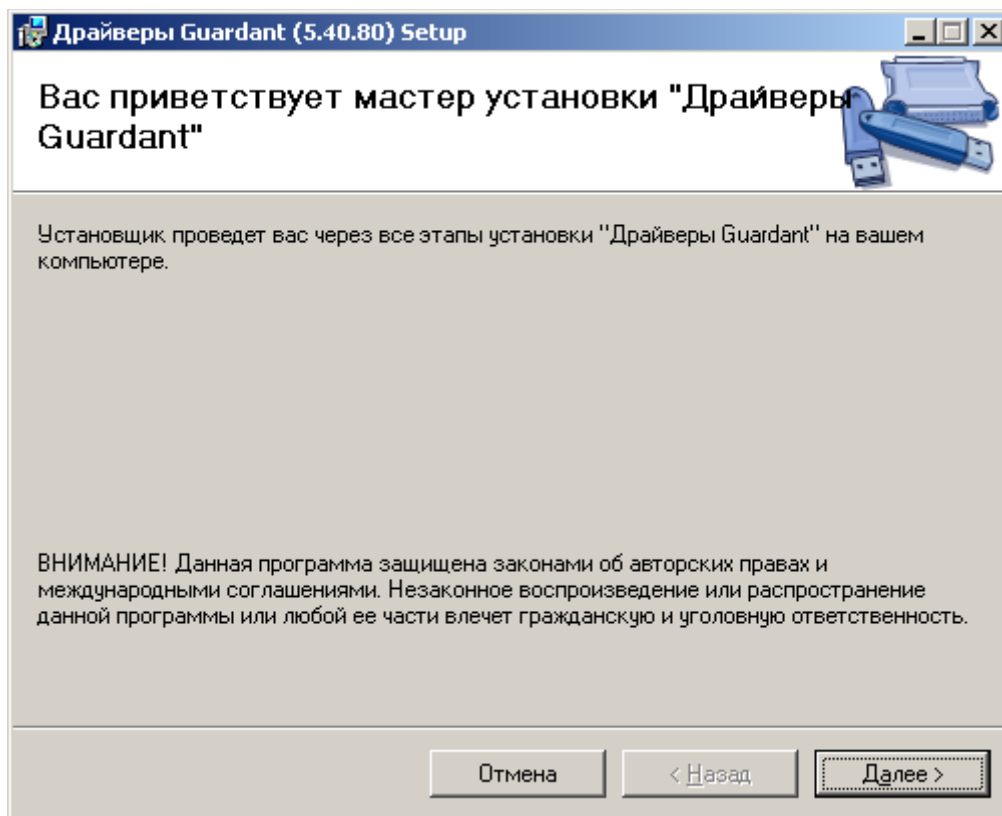 Драйверы Guardant (5.40.80) Setup
Вас приветствует мастер установки "Драйверы
Guardant"
Установщик проведет вас через все этапы установки "Драйверы Guardant" на вашем
компьютере.
ВНИМАНИЕ! Данная программа защищена законами об авторских правах и
международными соглашениями. Незаконное воспроизведение или распространение
данной программы или любой ее части влечет гражданскую и уголовную ответственность.
Отмена
< Назад
Далее >